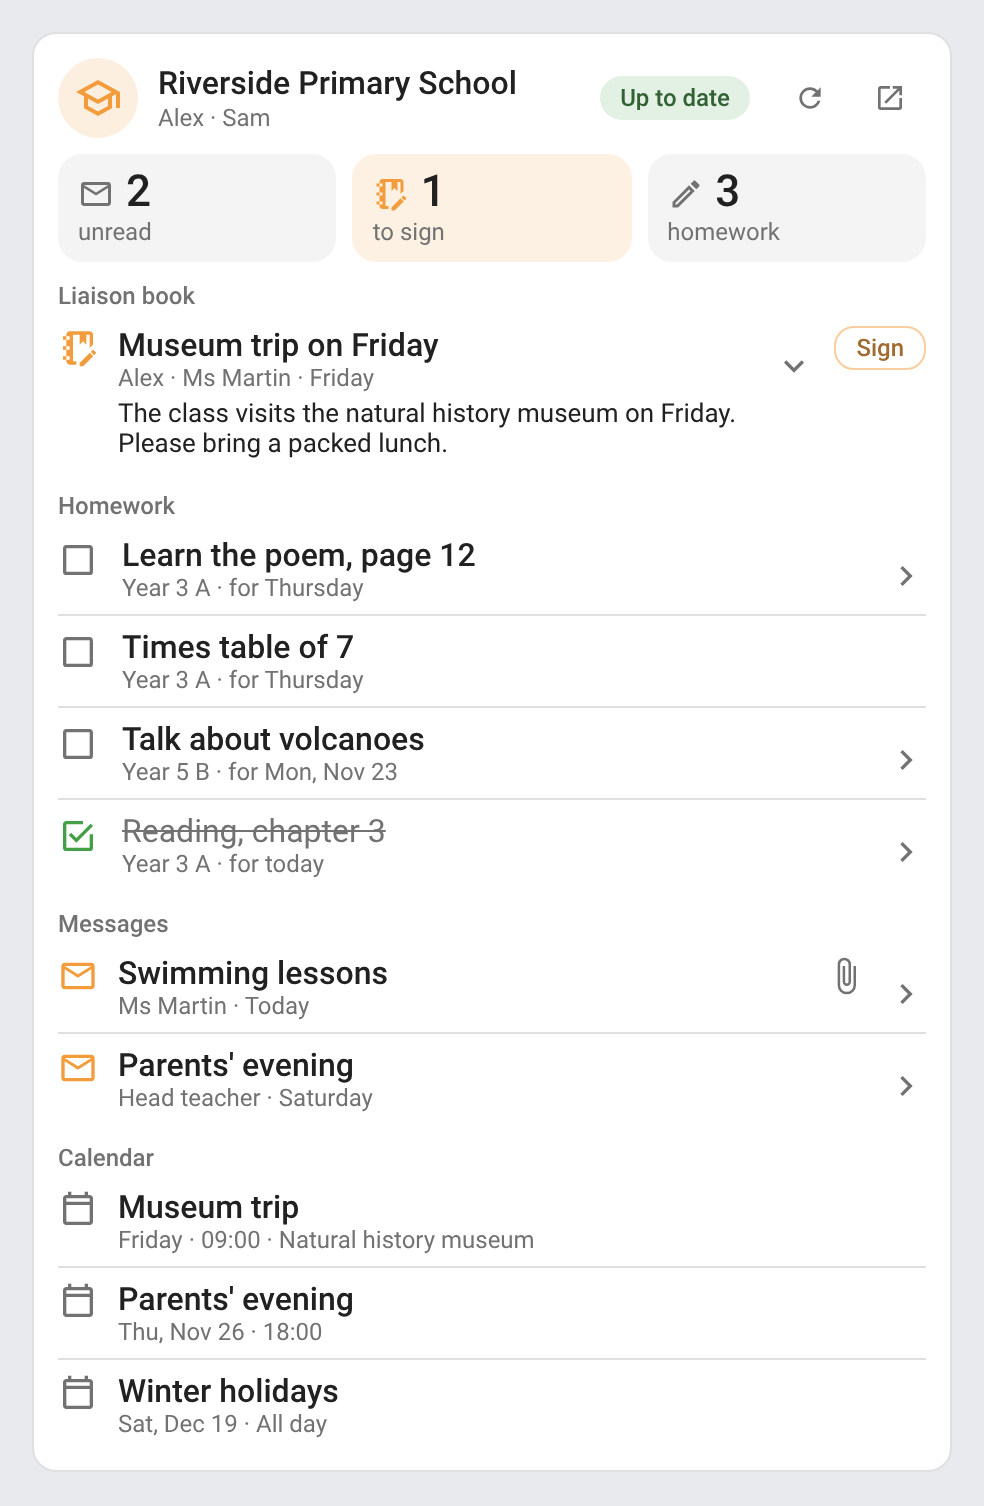 Riverside Primary School
Alex · Sam
Up to date
2
unread
1
to sign
3
homework
Liaison book
Museum trip on Friday
Alex · Ms Martin · Friday
Sign
The class visits the natural history museum on Friday.
Please bring a packed lunch.
Homework
Learn the poem, page 12
Year 3 A · for Thursday
Times table of 7
Year 3 A · for Thursday
Talk about volcanoes
Year 5 B · for Mon, Nov 23
Reading, chapter 3
Year 3 A · for today
Messages
Swimming lessons
Ms Martin · Today
Parents' evening
Head teacher · Saturday
Calendar
Museum trip
Friday · 09:00 · Natural history museum
Parents' evening
Thu, Nov 26 · 18:00
Winter holidays
Sat, Dec 19 · All day